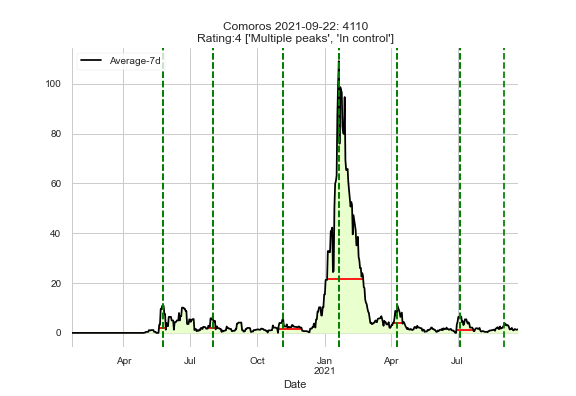 Comoros 2021-09-22: 4110
Rating:4 ['Multiple peaks', 'In control']
Average-7d
100
80
60
40
20
0
Apr
Jul
Oct
Jan
2021
Apr
Jul
Date